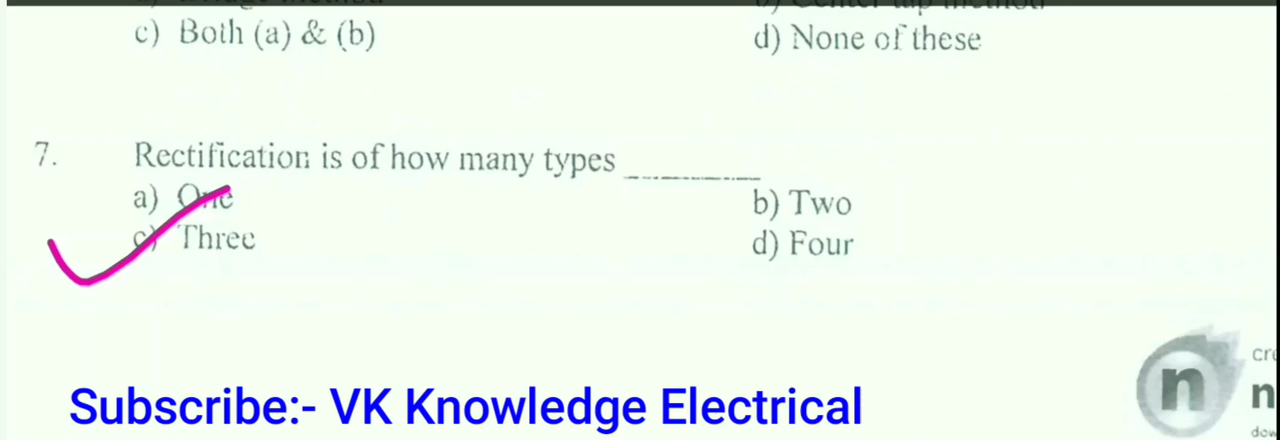 c) Both (a) & (b)
d) None of these
7. Rectification is of how many types ________
a) One
b) Two
c) Three
d) Four
Subscribe:- VK Knowledge Electrical
n
n